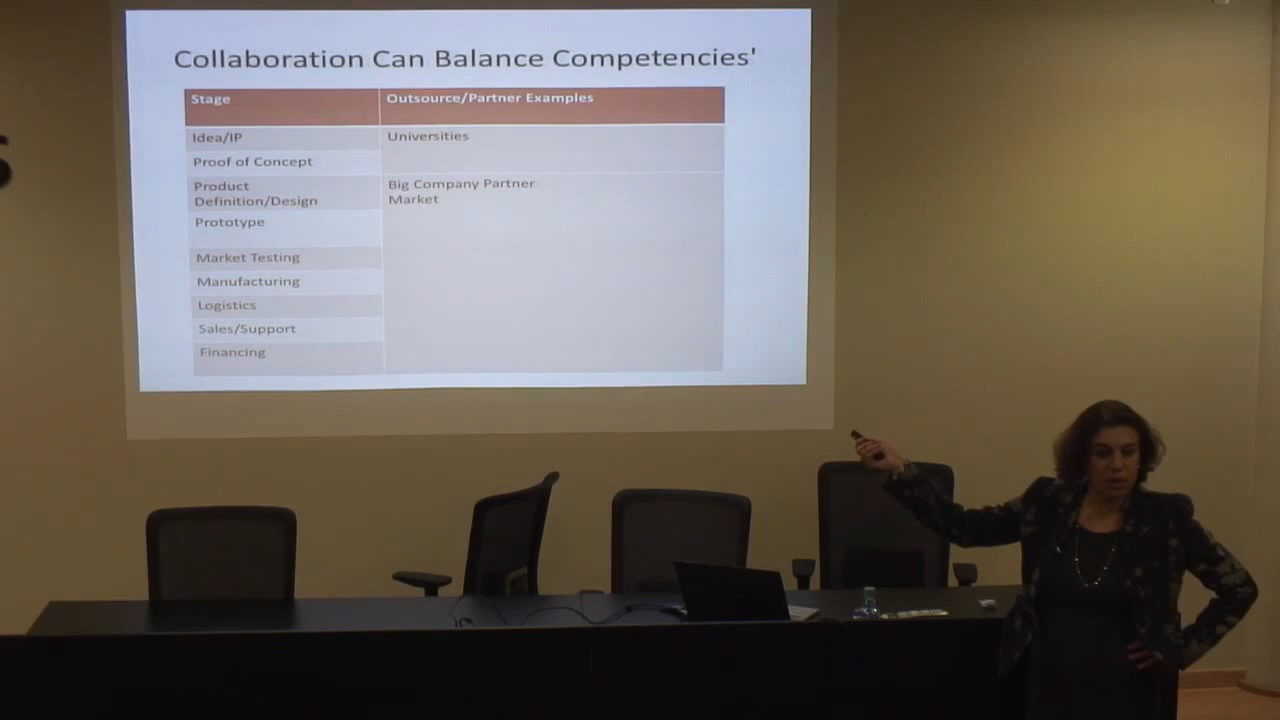 Collaboration Can Balance Competencies'
Stage
Outsource/Partner Examples
Idea/IP
Universities
Proof of Concept
Product
Definition/Design
Big Company Partner
Market
Prototype
Market Testing
Manufacturing
Logistics
Sales/Support
Financing